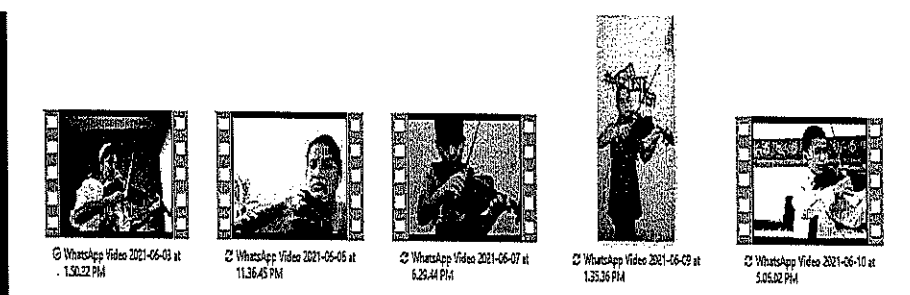 WhatsApp Video 2021-06-03 at
1.50.22 PM
WhatsApp Video 2021-06-06 at
11.36.45 PM
WhatsApp Video 2021-06-07 at
6.29.44 PM
WhatsApp Video 2021-06-09 at
1.35.36 PM
WhatsApp Video 2021-06-10 at
5.05.02 PM